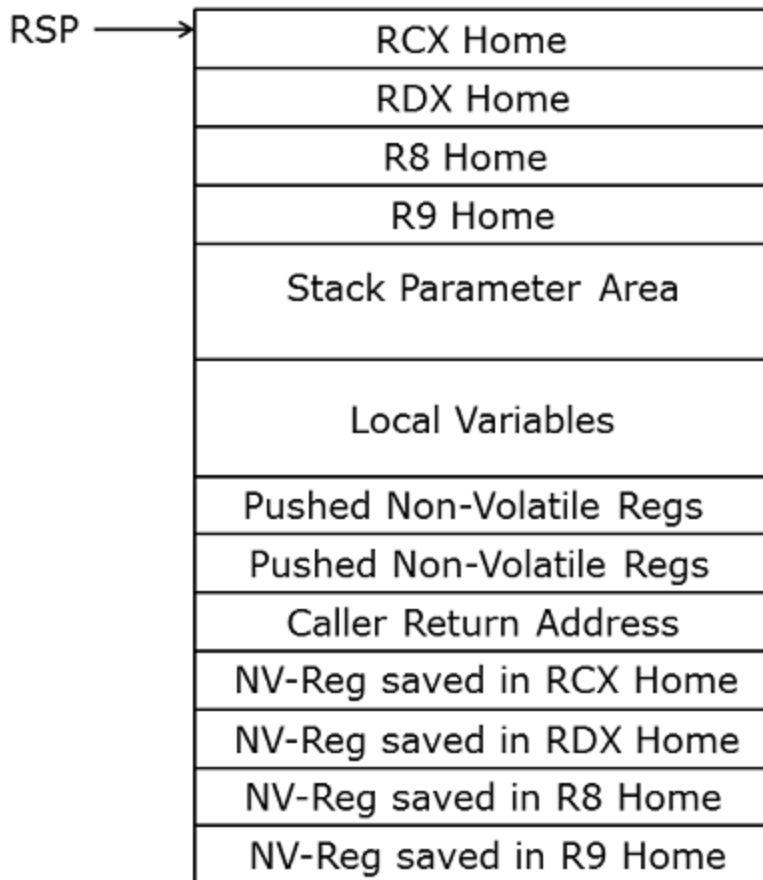 RSP
RCX Home
RDX Home
R8 Home
R9 Home
Stack Parameter Area
Local Variables
Pushed Non-Volatile Regs
Pushed Non-Volatile Regs
Caller Return Address
NV-Reg saved in RCX Home
NV-Reg saved in RDX Home
NV-Reg saved in R8 Home
NV-Reg saved in R9 Home